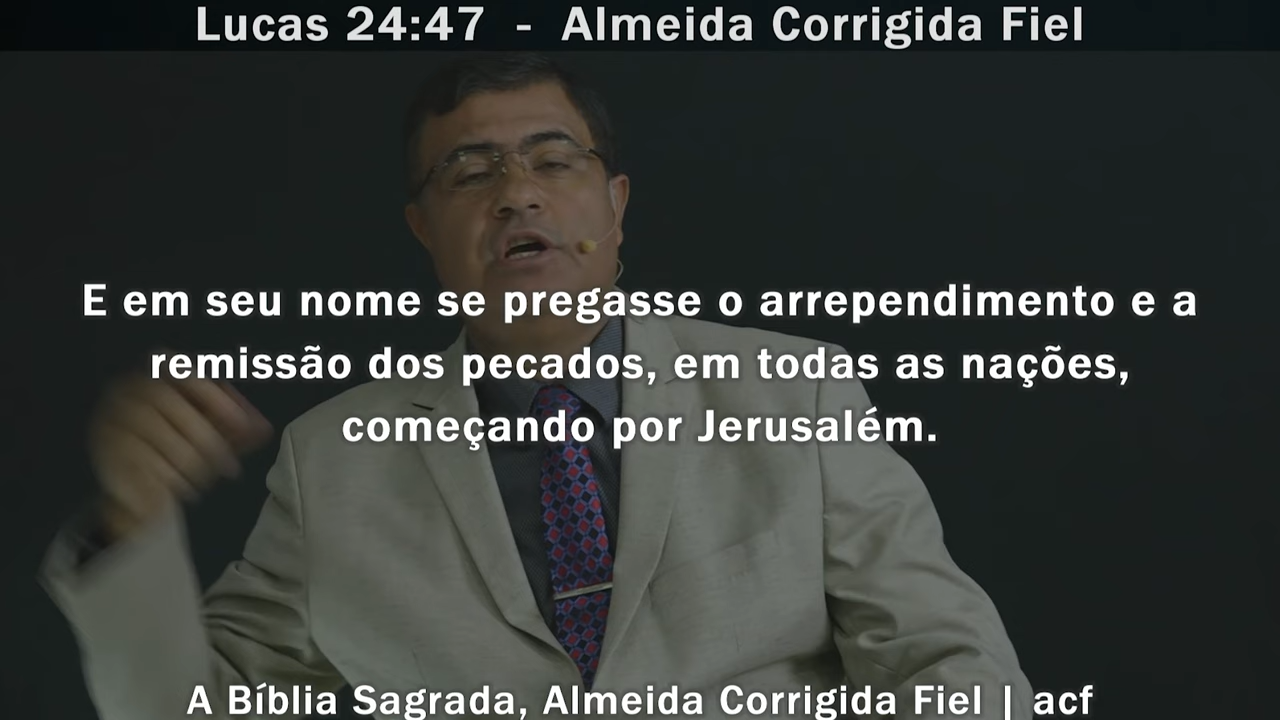 Lucas 24:47 - Almeida Corrigida Fiel
E em seu nome se pregasse o arrependimento e a
remissão dos pecados, em todas as nações,
começando por Jerusalém.
A Bíblia Sagrada, Almeida Corrigida Fiel | acf